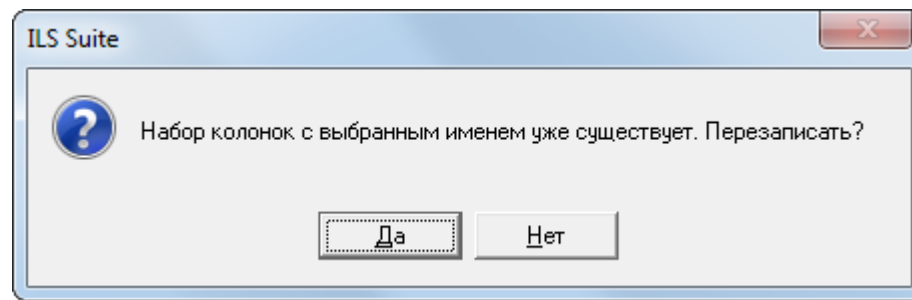 ILS Suite
Набор колонок с выбранным именем уже существует. Перезаписать?
Да
Нет